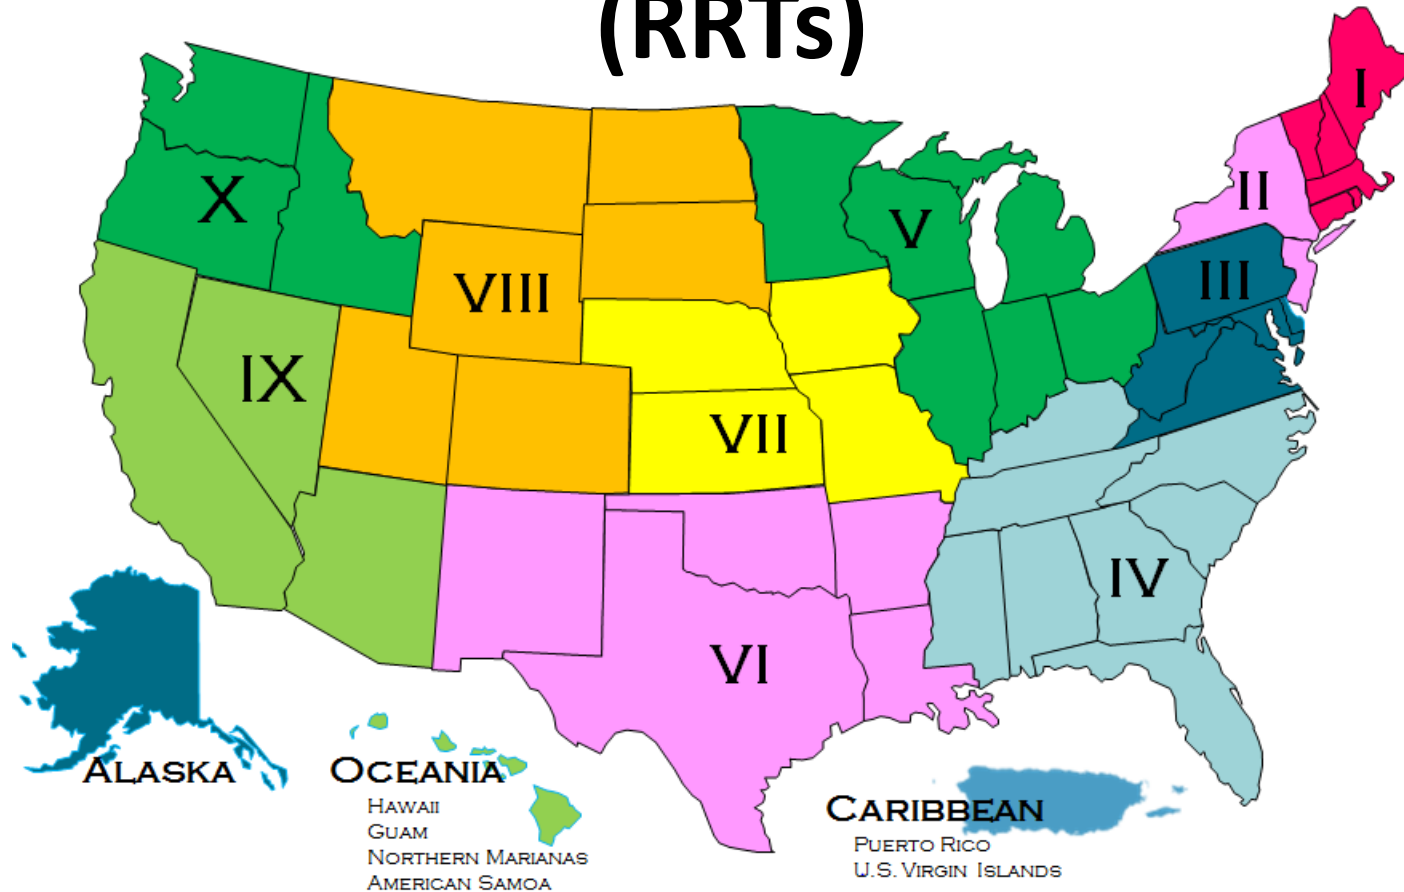 (RRTs)
I
II
X
V
III
VIII
IX
VII
IV
VI
ALASKA
OCEANIA
HAWAII
GUAM
NORTHERN MARIANAS
AMERICAN SAMOA
CARIBBEAN
PUERTO RICO
U.S. VIRGIN ISLANDS